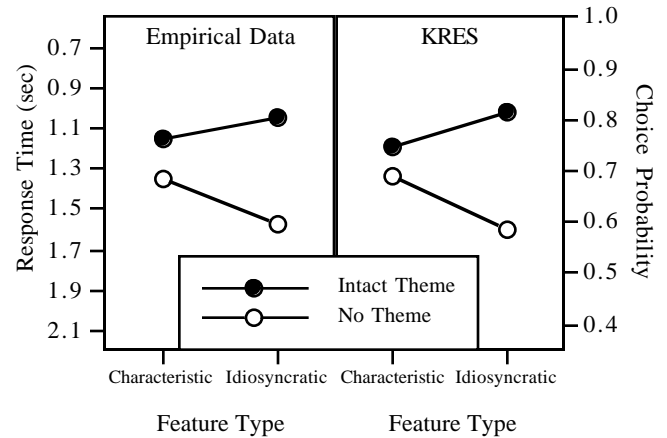 Empirical Data
KRES
Response Time (sec)
0.7
0.9
1.1
1.3
1.5
1.7
1.9
2.1
1.0
0.9
0.8
0.7
0.6
0.5
0.4
Choice Probability
Intact Theme
No Theme
Characteristic Idiosyncratic Characteristic Idiosyncratic
Feature Type Feature Type